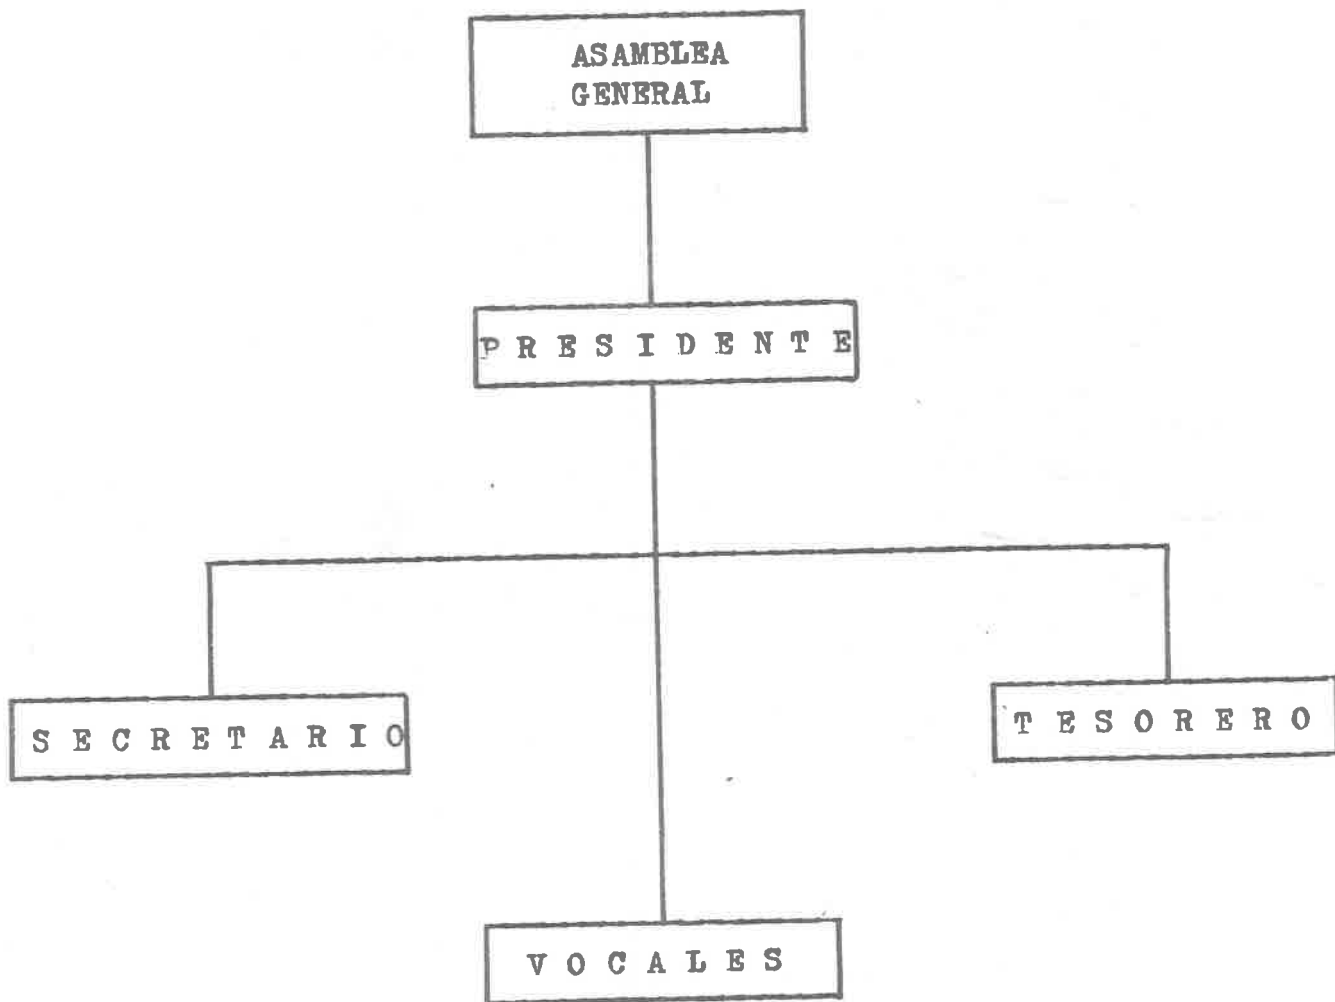 ASAMBLEA
GENERAL
PRESIDENTE
SECRETARIO
TESORERO
VOCALES